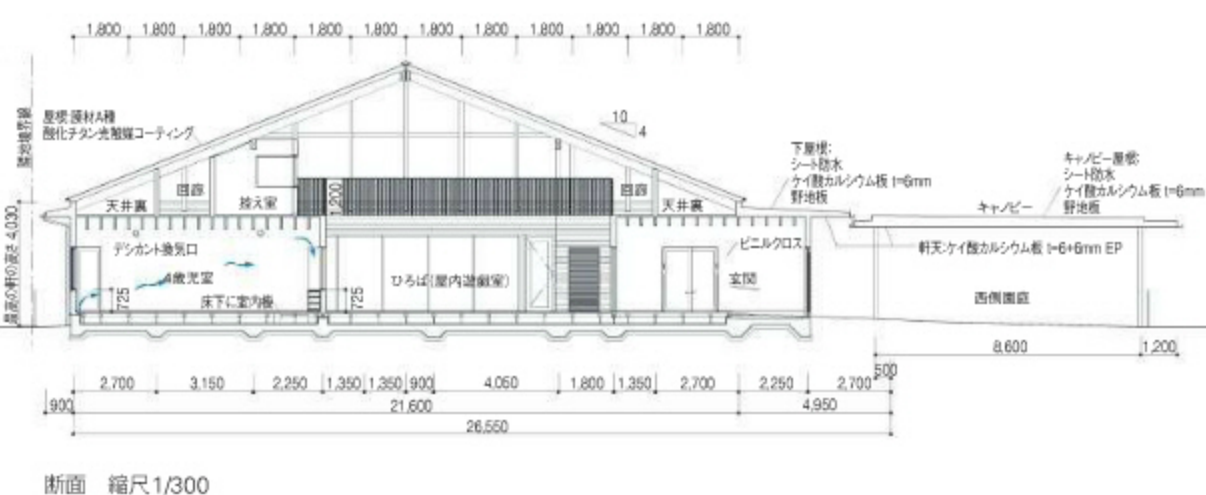 1,800 1,800 1,800 1,800 1,800 1,800 1,800 1,800 1,800 1,800 1,800 1,800
隣地境界線
屋根:膜材A種
酸化チタン光触媒コーティング
10
4
下屋根:
シート防水
ケイ酸カルシウム板 t=6mm
野地板
キャノピー屋根:
シート防水
ケイ酸カルシウム板 t=6mm
野地板
回廊
控え室
天井裏
1,200
回廊
天井裏
キャノピー
最高の軒の高さ 4,030
デシカント換気口
4歳児室
床下に室内機
725
725
ひろば(屋内遊戯室)
ビニルクロス
玄関
軒天:ケイ酸カルシウム板 t=6+6mm EP
西側園庭
8,600 1,200
500
2,700 3,150 2,250 1,350 1,350 900 4,050 1,800 1,350 2,700 2,250 2,700
900 21,600 4,950
26,550
断面 縮尺1/300